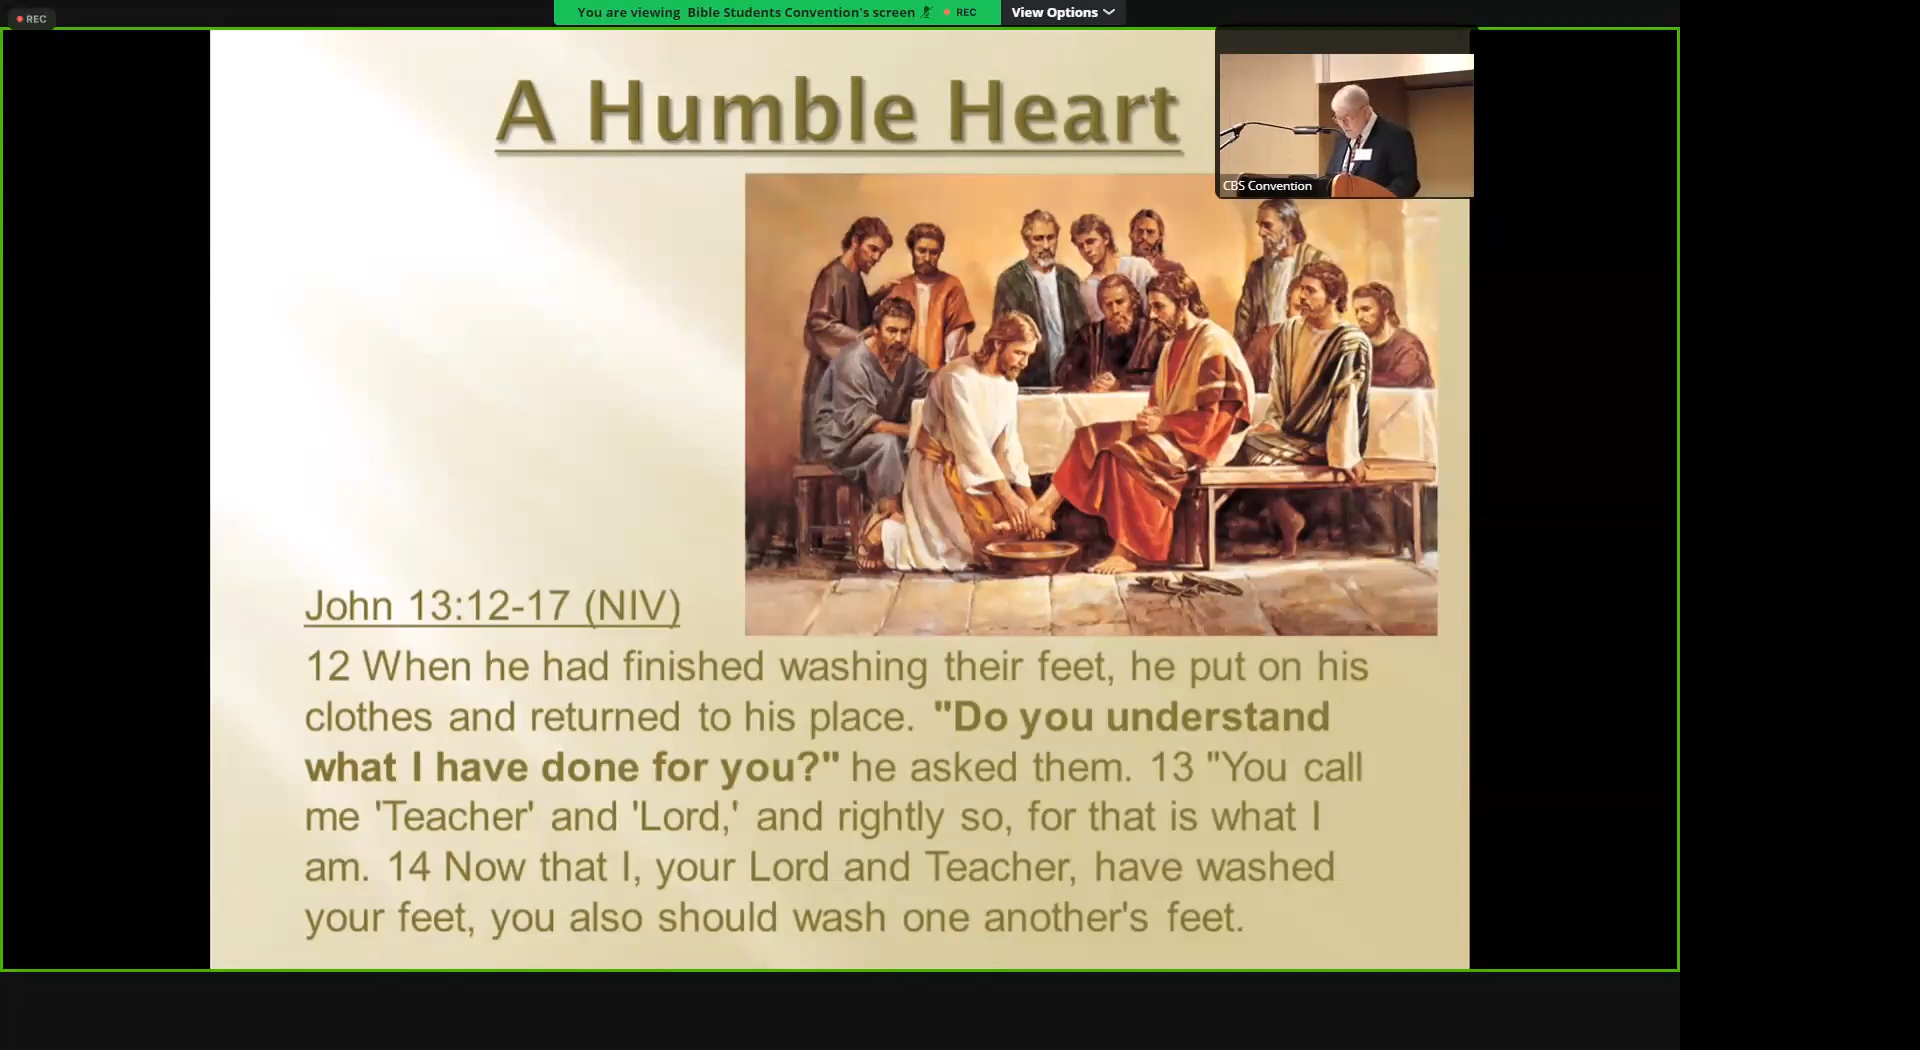 REC
You are viewing Bible Students Convention's screen REC View Options
A Humble Heart
CBS Convention
John 13:12-17 (NIV)
12 When he had finished washing their feet, he put on his
clothes and returned to his place. "Do you understand
what I have done for you?" he asked them. 13 "You call
me 'Teacher' and 'Lord,' and rightly so, for that is what I
am. 14 Now that I, your Lord and Teacher, have washed
your feet, you also should wash one another's feet.